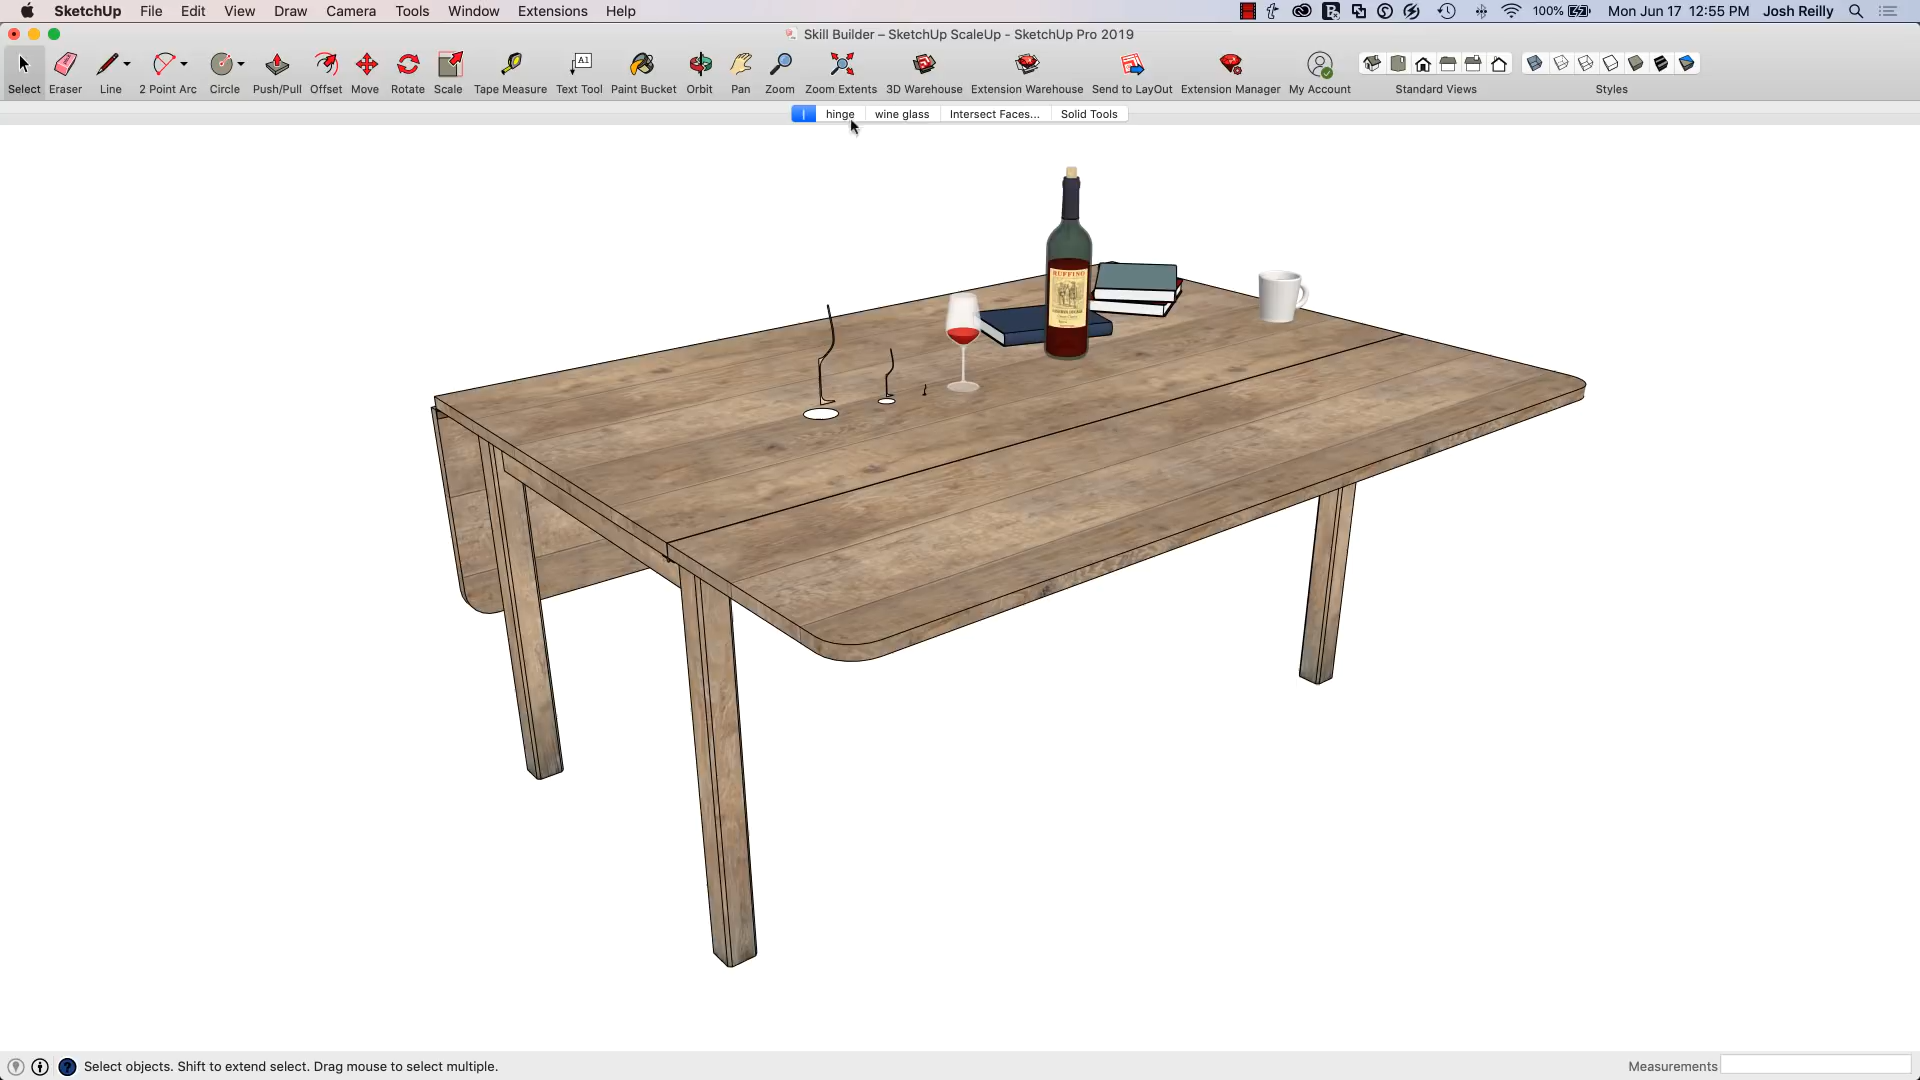 SketchUp File Edit View Draw Camera Tools Window Extensions Help 100% Mon Jun 17 12:55 PM Josh Reilly
Skill Builder – SketchUp ScaleUp - SketchUp Pro 2019
A1
Select Eraser Line 2 Point Arc Circle Push/Pull Offset Move Rotate Scale Tape Measure Text Tool Paint Bucket Orbit Pan Zoom Zoom Extents 3D Warehouse Extension Warehouse Send to LayOut Extension Manager My Account Standard Views Styles
hinge wine glass Intersect Faces... Solid Tools
RUFFINO
Select objects. Shift to extend select. Drag mouse to select multiple. Measurements